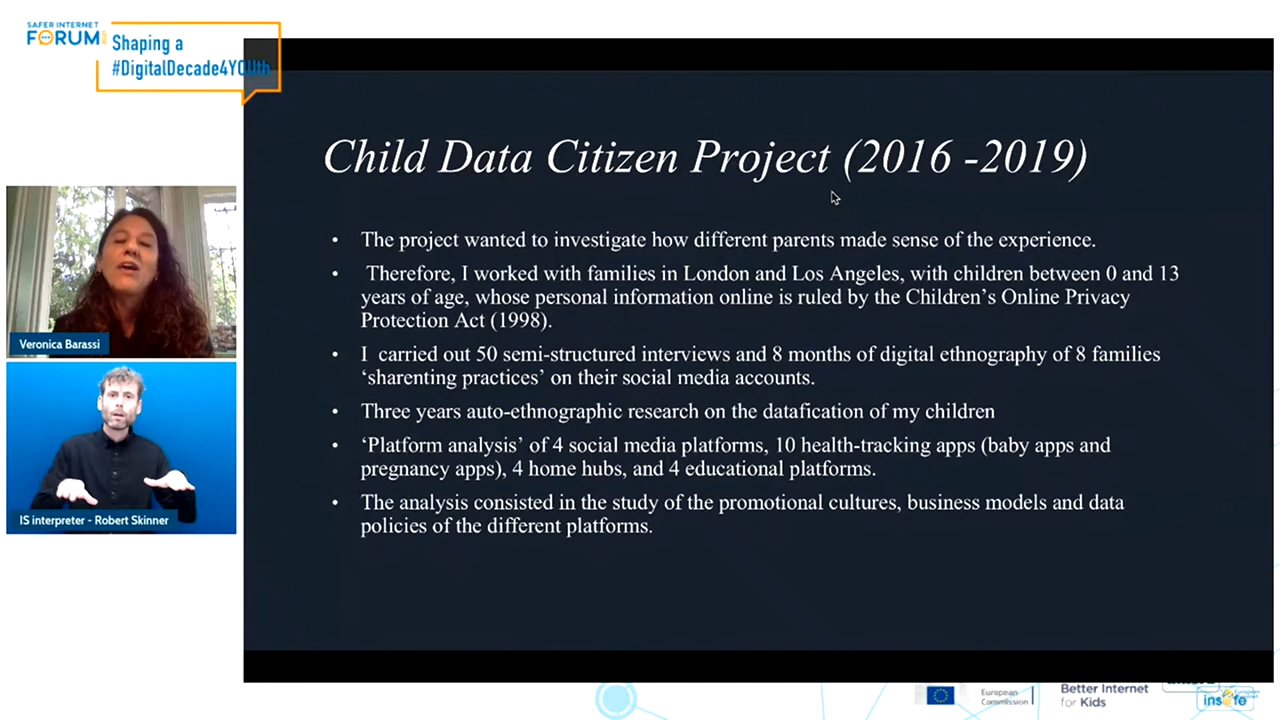 SAFER INTERNET
FORUM
Shaping a
#DigitalDecade4YOUth
Child Data Citizen Project (2016 -2019)
• The project wanted to investigate how different parents made sense of the experience.
• Therefore, I worked with families in London and Los Angeles, with children between 0 and 13
years of age, whose personal information online is ruled by the Children's Online Privacy
Protection Act (1998).
• I carried out 50 semi-structured interviews and 8 months of digital ethnography of 8 families
‘sharenting practices’ on their social media accounts.
• Three years auto-ethnographic research on the datafication of my children
• ‘Platform analysis’ of 4 social media platforms, 10 health-tracking apps (baby apps and
pregnancy apps), 4 home hubs, and 4 educational platforms.
• The analysis consisted in the study of the promotional cultures, business models and data
policies of the different platforms.
Veronica Barassi
IS interpreter - Robert Skinner
European
Commission
Better Internet
for Kids
insafe